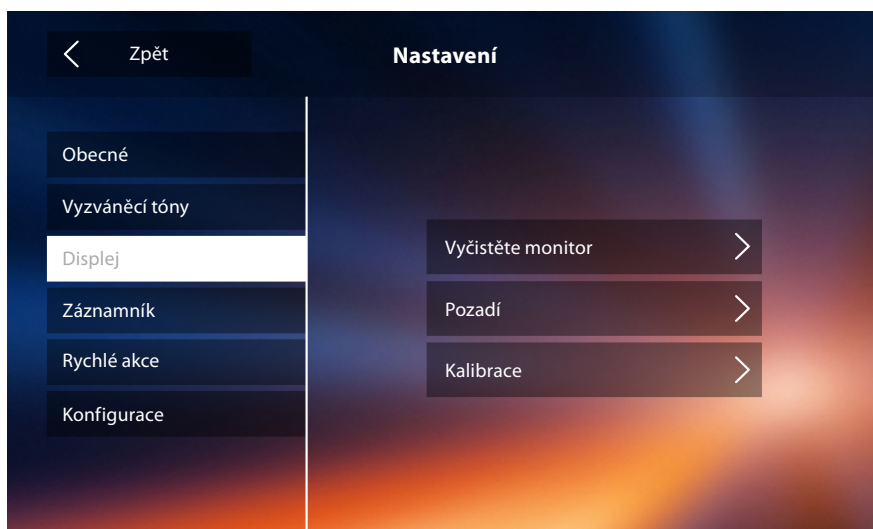 Zpět
Nastavení
Obecné
Vyzváněcí tóny
Displej
Záznamník
Rychlé akce
Konfigurace
Vyčistěte monitor
Pozadí
Kalibrace